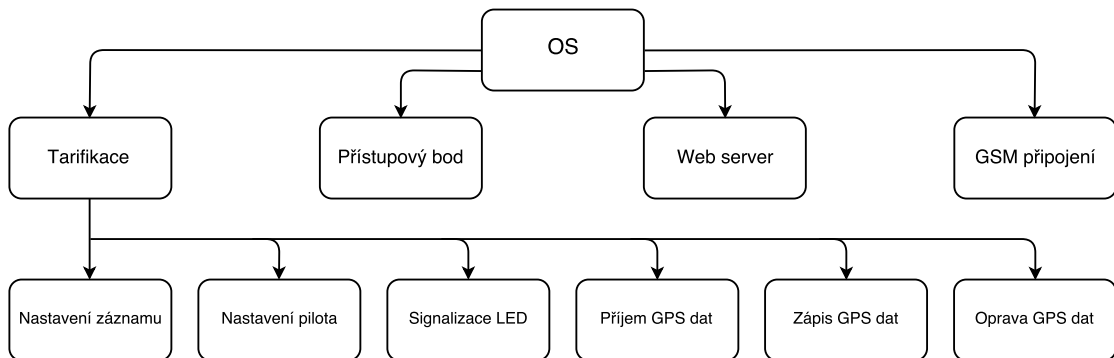 OS
Tarifikace
Přístupový bod
Web server
GSM připojení
Nastavení záznamu
Nastavení pilota
Signalizace LED
Příjem GPS dat
Zápis GPS dat
Oprava GPS dat